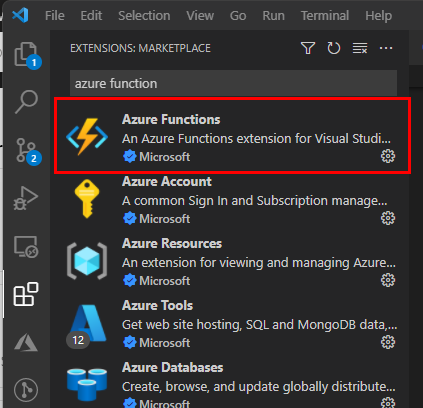 File Edit Selection View Go Run Terminal Help
EXTENSIONS: MARKETPLACE
1
azure function
Azure Functions
An Azure Functions extension for Visual Studi...
Microsoft
2
Azure Account
A common Sign In and Subscription manage...
Microsoft
Azure Resources
An extension for viewing and managing Azure...
Microsoft
Azure Tools
Get web site hosting, SQL and MongoDB data,...
12
Microsoft
Azure Databases
Create, browse, and update globally distribute...
Microsoft